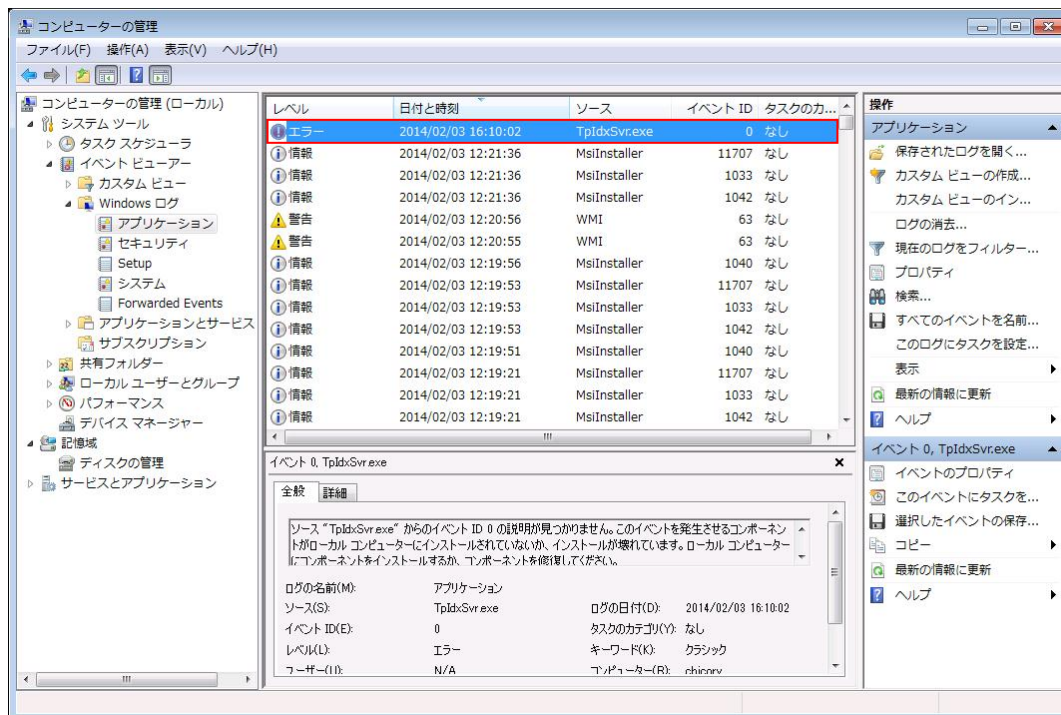 コンピューターの管理
ファイル(F) 操作(A) 表示(V) ヘルプ(H)
コンピューターの管理 (ローカル)
システム ツール
タスク スケジューラ
イベント ビューアー
カスタム ビュー
Windows ログ
アプリケーション
セキュリティ
Setup
システム
Forwarded Events
アプリケーションとサービス
サブスクリプション
共有フォルダー
ローカル ユーザーとグループ
パフォーマンス
デバイス マネージャー
記憶域
ディスクの管理
サービスとアプリケーション
レベル 日付と時刻 ソース イベント ID タスクのカ...
エラー 2014/02/03 16:10:02 TpIdxSvr.exe 0 なし
情報 2014/02/03 12:21:36 MsiInstaller 11707 なし
情報 2014/02/03 12:21:36 MsiInstaller 1033 なし
情報 2014/02/03 12:21:36 MsiInstaller 1042 なし
警告 2014/02/03 12:20:56 WMI 63 なし
警告 2014/02/03 12:20:55 WMI 63 なし
情報 2014/02/03 12:19:56 MsiInstaller 1040 なし
情報 2014/02/03 12:19:53 MsiInstaller 11707 なし
情報 2014/02/03 12:19:53 MsiInstaller 1033 なし
情報 2014/02/03 12:19:53 MsiInstaller 1042 なし
情報 2014/02/03 12:19:51 MsiInstaller 1040 なし
情報 2014/02/03 12:19:21 MsiInstaller 11707 なし
情報 2014/02/03 12:19:21 MsiInstaller 1033 なし
情報 2014/02/03 12:19:21 MsiInstaller 1042 なし
イベント 0, TpIdxSvr.exe
全般 詳細
ソース "TpIdxSvr.exe" からのイベント ID 0 の説明が見つかりません。このイベントを発生させるコンポーネン
トがローカル コンピューターにインストールされていないか、インストールが壊れています。ローカル コンピューター
にコンポーネントをインストールするか、コンポーネントを修復してください。
ログの名前(M): アプリケーション
ソース(S): TpIdxSvr.exe ログの日付(D): 2014/02/03 16:10:02
イベント ID(E): 0 タスクのカテゴリ(Y): なし
レベル(L): エラー キーワード(K): クラシック
ユーザー(U): N/A コンピューター(R): chicory
操作
アプリケーション
保存されたログを開く...
カスタム ビューの作成...
カスタム ビューのイン...
ログの消去...
現在のログをフィルター...
プロパティ
検索...
すべてのイベントを名前...
このログにタスクを設定...
表示
最新の情報に更新
ヘルプ
イベント 0, TpIdxSvr.exe
イベントのプロパティ
このイベントにタスクを...
選択したイベントの保存...
コピー
最新の情報に更新
ヘルプ